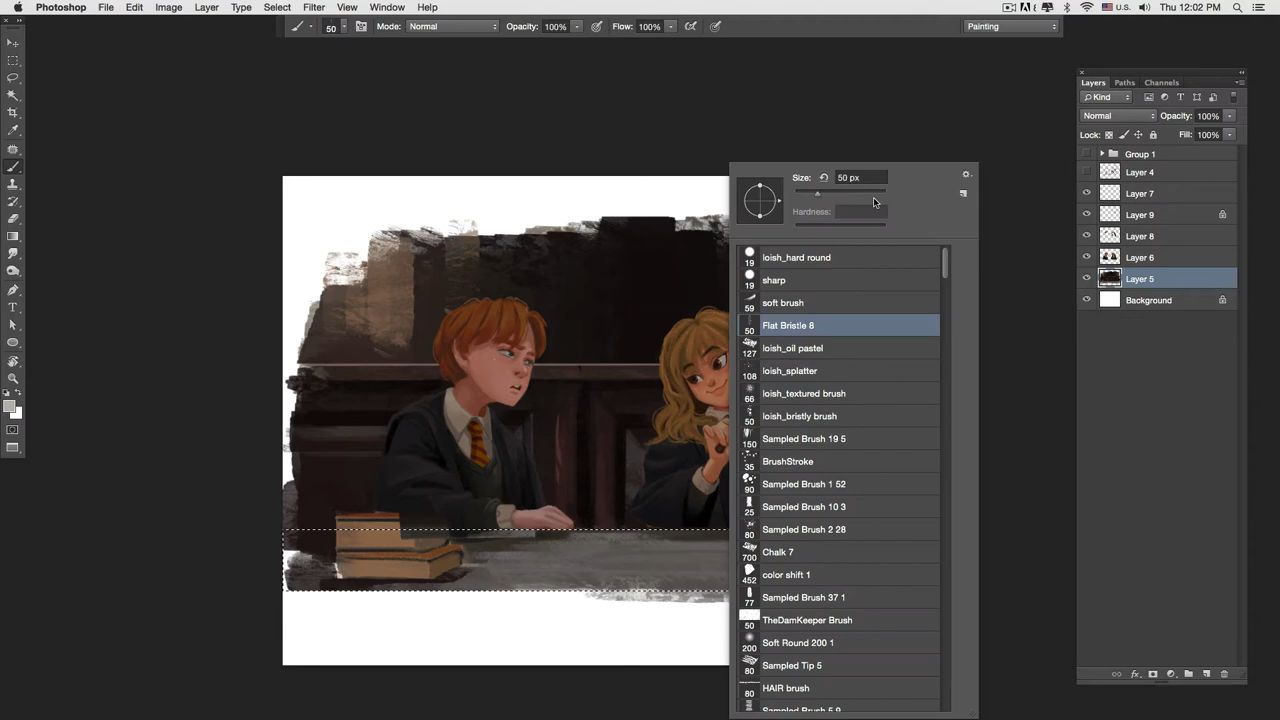 Photoshop File Edit Image Layer Type Select Filter View Window Help U.S. Thu 12:02 PM
50 Mode: Normal Opacity: 100% Flow: 100% Painting
Layers Paths Channels
Kind
Normal Opacity: 100%
Lock: Fill: 100%
Group 1
Layer 4
Layer 7
Layer 9
Layer 8
Layer 6
Layer 5
Background
Size: 50 px
Hardness:
19 loish_hard round
19 sharp
59 soft brush
50 Flat Bristle 8
127 loish_oil pastel
108 loish_splatter
66 loish_textured brush
50 loish_bristly brush
150 Sampled Brush 19 5
35 BrushStroke
90 Sampled Brush 1 52
25 Sampled Brush 10 3
80 Sampled Brush 2 28
700 Chalk 7
452 color shift 1
77 Sampled Brush 37 1
50 TheDamKeeper Brush
200 Soft Round 200 1
80 Sampled Tip 5
80 HAIR brush
Sampled Brush 5 9
fx